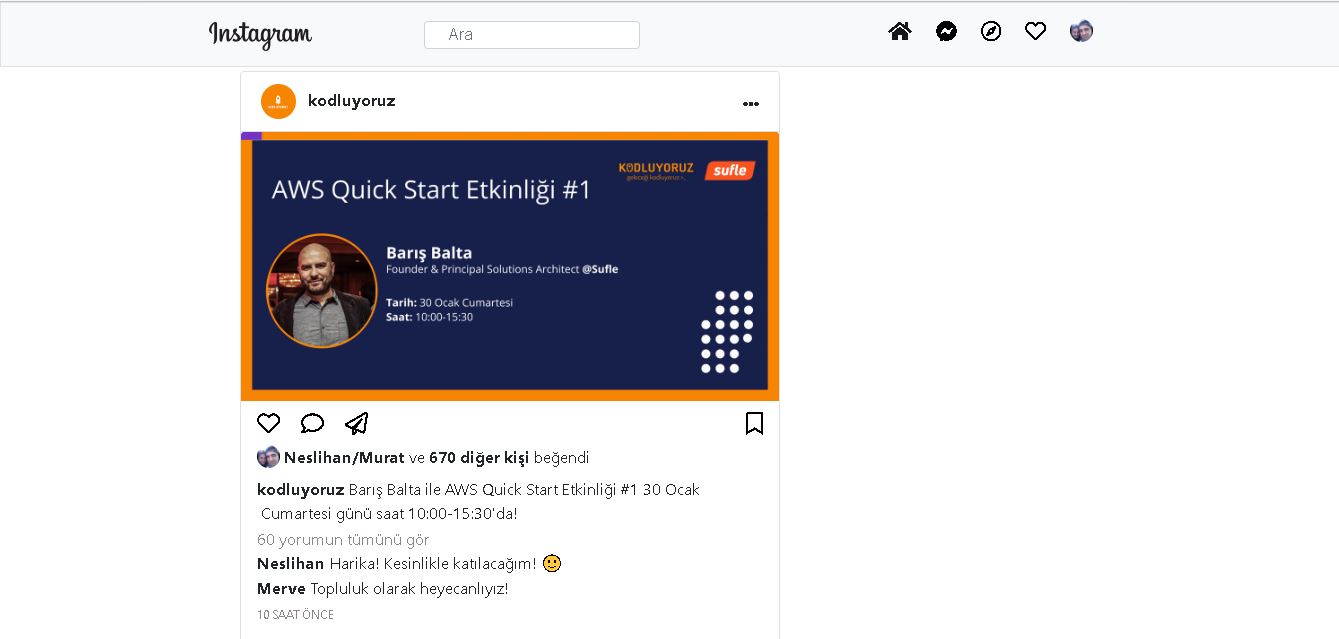 Instagram
Ara
kodluyoruz
KODLUYORUZ
geleceği kodluyoruz >_
sufle
AWS Quick Start Etkinliği #1
Barış Balta
Founder & Principal Solutions Architect @Sufle
Tarih: 30 Ocak Cumartesi
Saat: 10:00-15:30
Neslihan/Murat ve 670 diğer kişi beğendi
kodluyoruz Barış Balta ile AWS Quick Start Etkinliği #1 30 Ocak
Cumartesi günü saat 10:00-15:30'da!
60 yorumun tümünü gör
Neslihan Harika! Kesinlikle katılacağım! 🙂
Merve Topluluk olarak heyecanlıyız!
10 SAAT ÖNCE